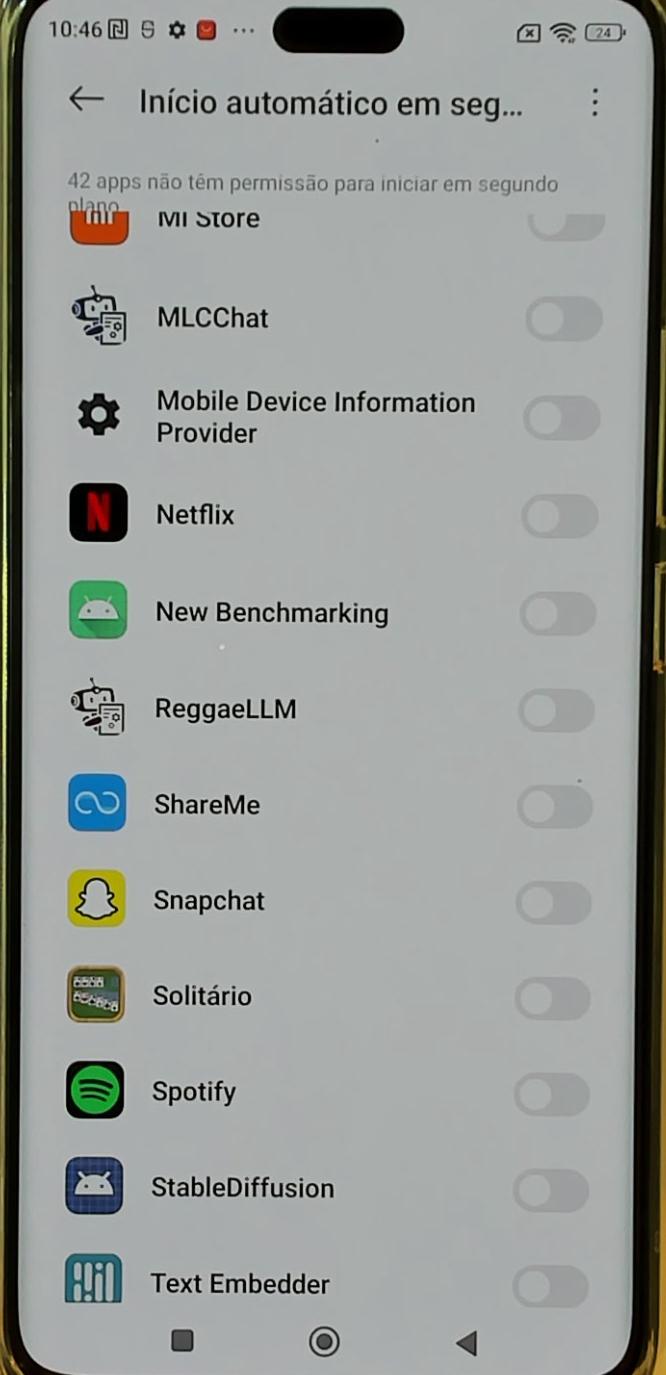 10:46
24
Início automático em seg...
42 apps não têm permissão para iniciar em segundo
plano
MI Store
MLCChat
Mobile Device Information
Provider
Netflix
New Benchmarking
ReggaeLLM
ShareMe
Snapchat
Solitário
Spotify
StableDiffusion
Text Embedder